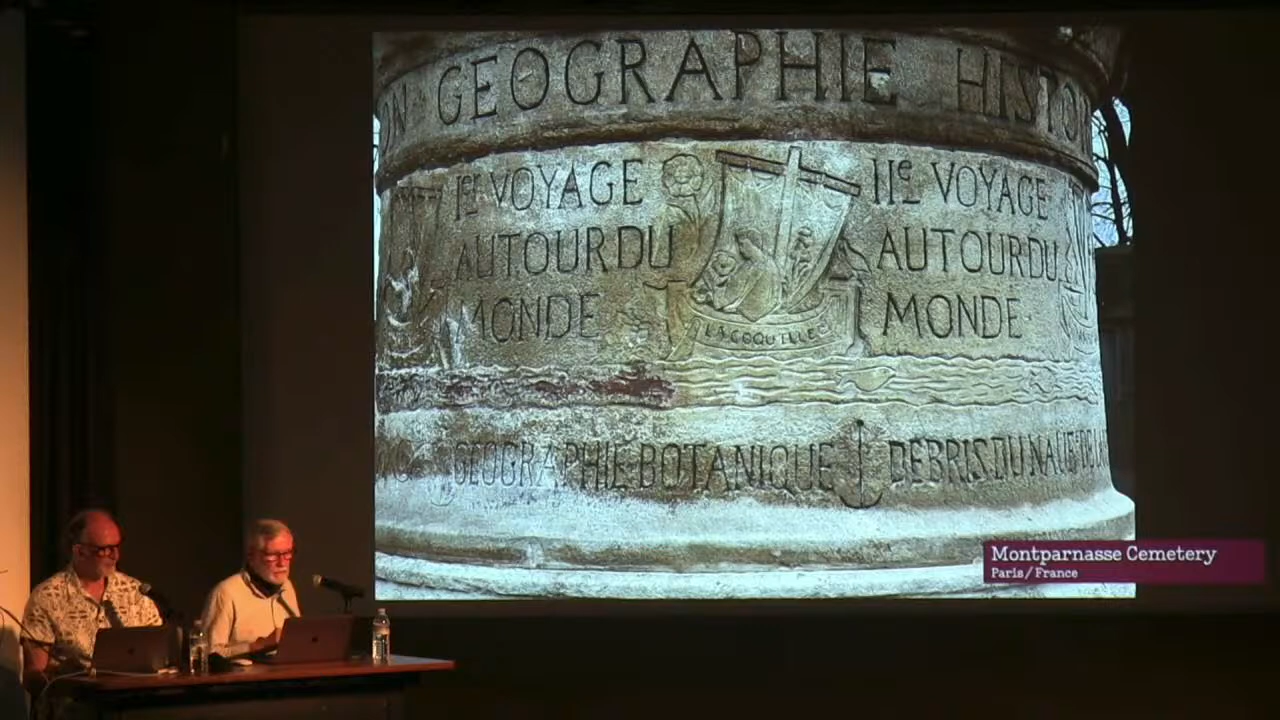 GEOGRAPHIE HISTO
IER VOYAGE
AUTOUR DU
MONDE
LA COQUILLE
IIe VOYAGE
AUTOUR DU
MONDE
GEOGRAPHIE BOTANIQUE
DEBRIS DU
Montparnasse Cemetery
Paris/France